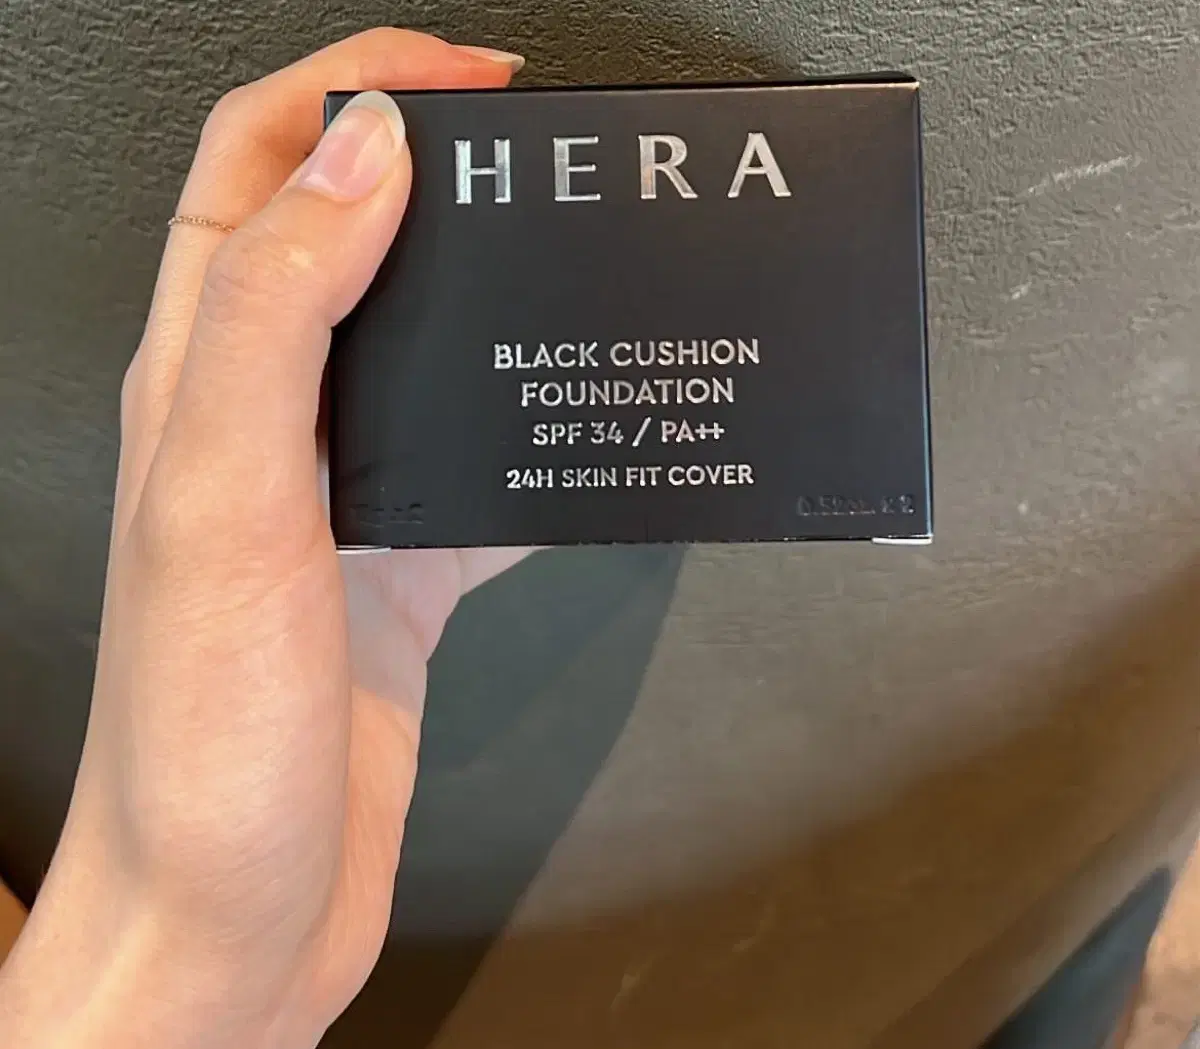 HERA
BLACK CUSHION
FOUNDATION
SPF 34 / PA++
24H SKIN FIT COVER